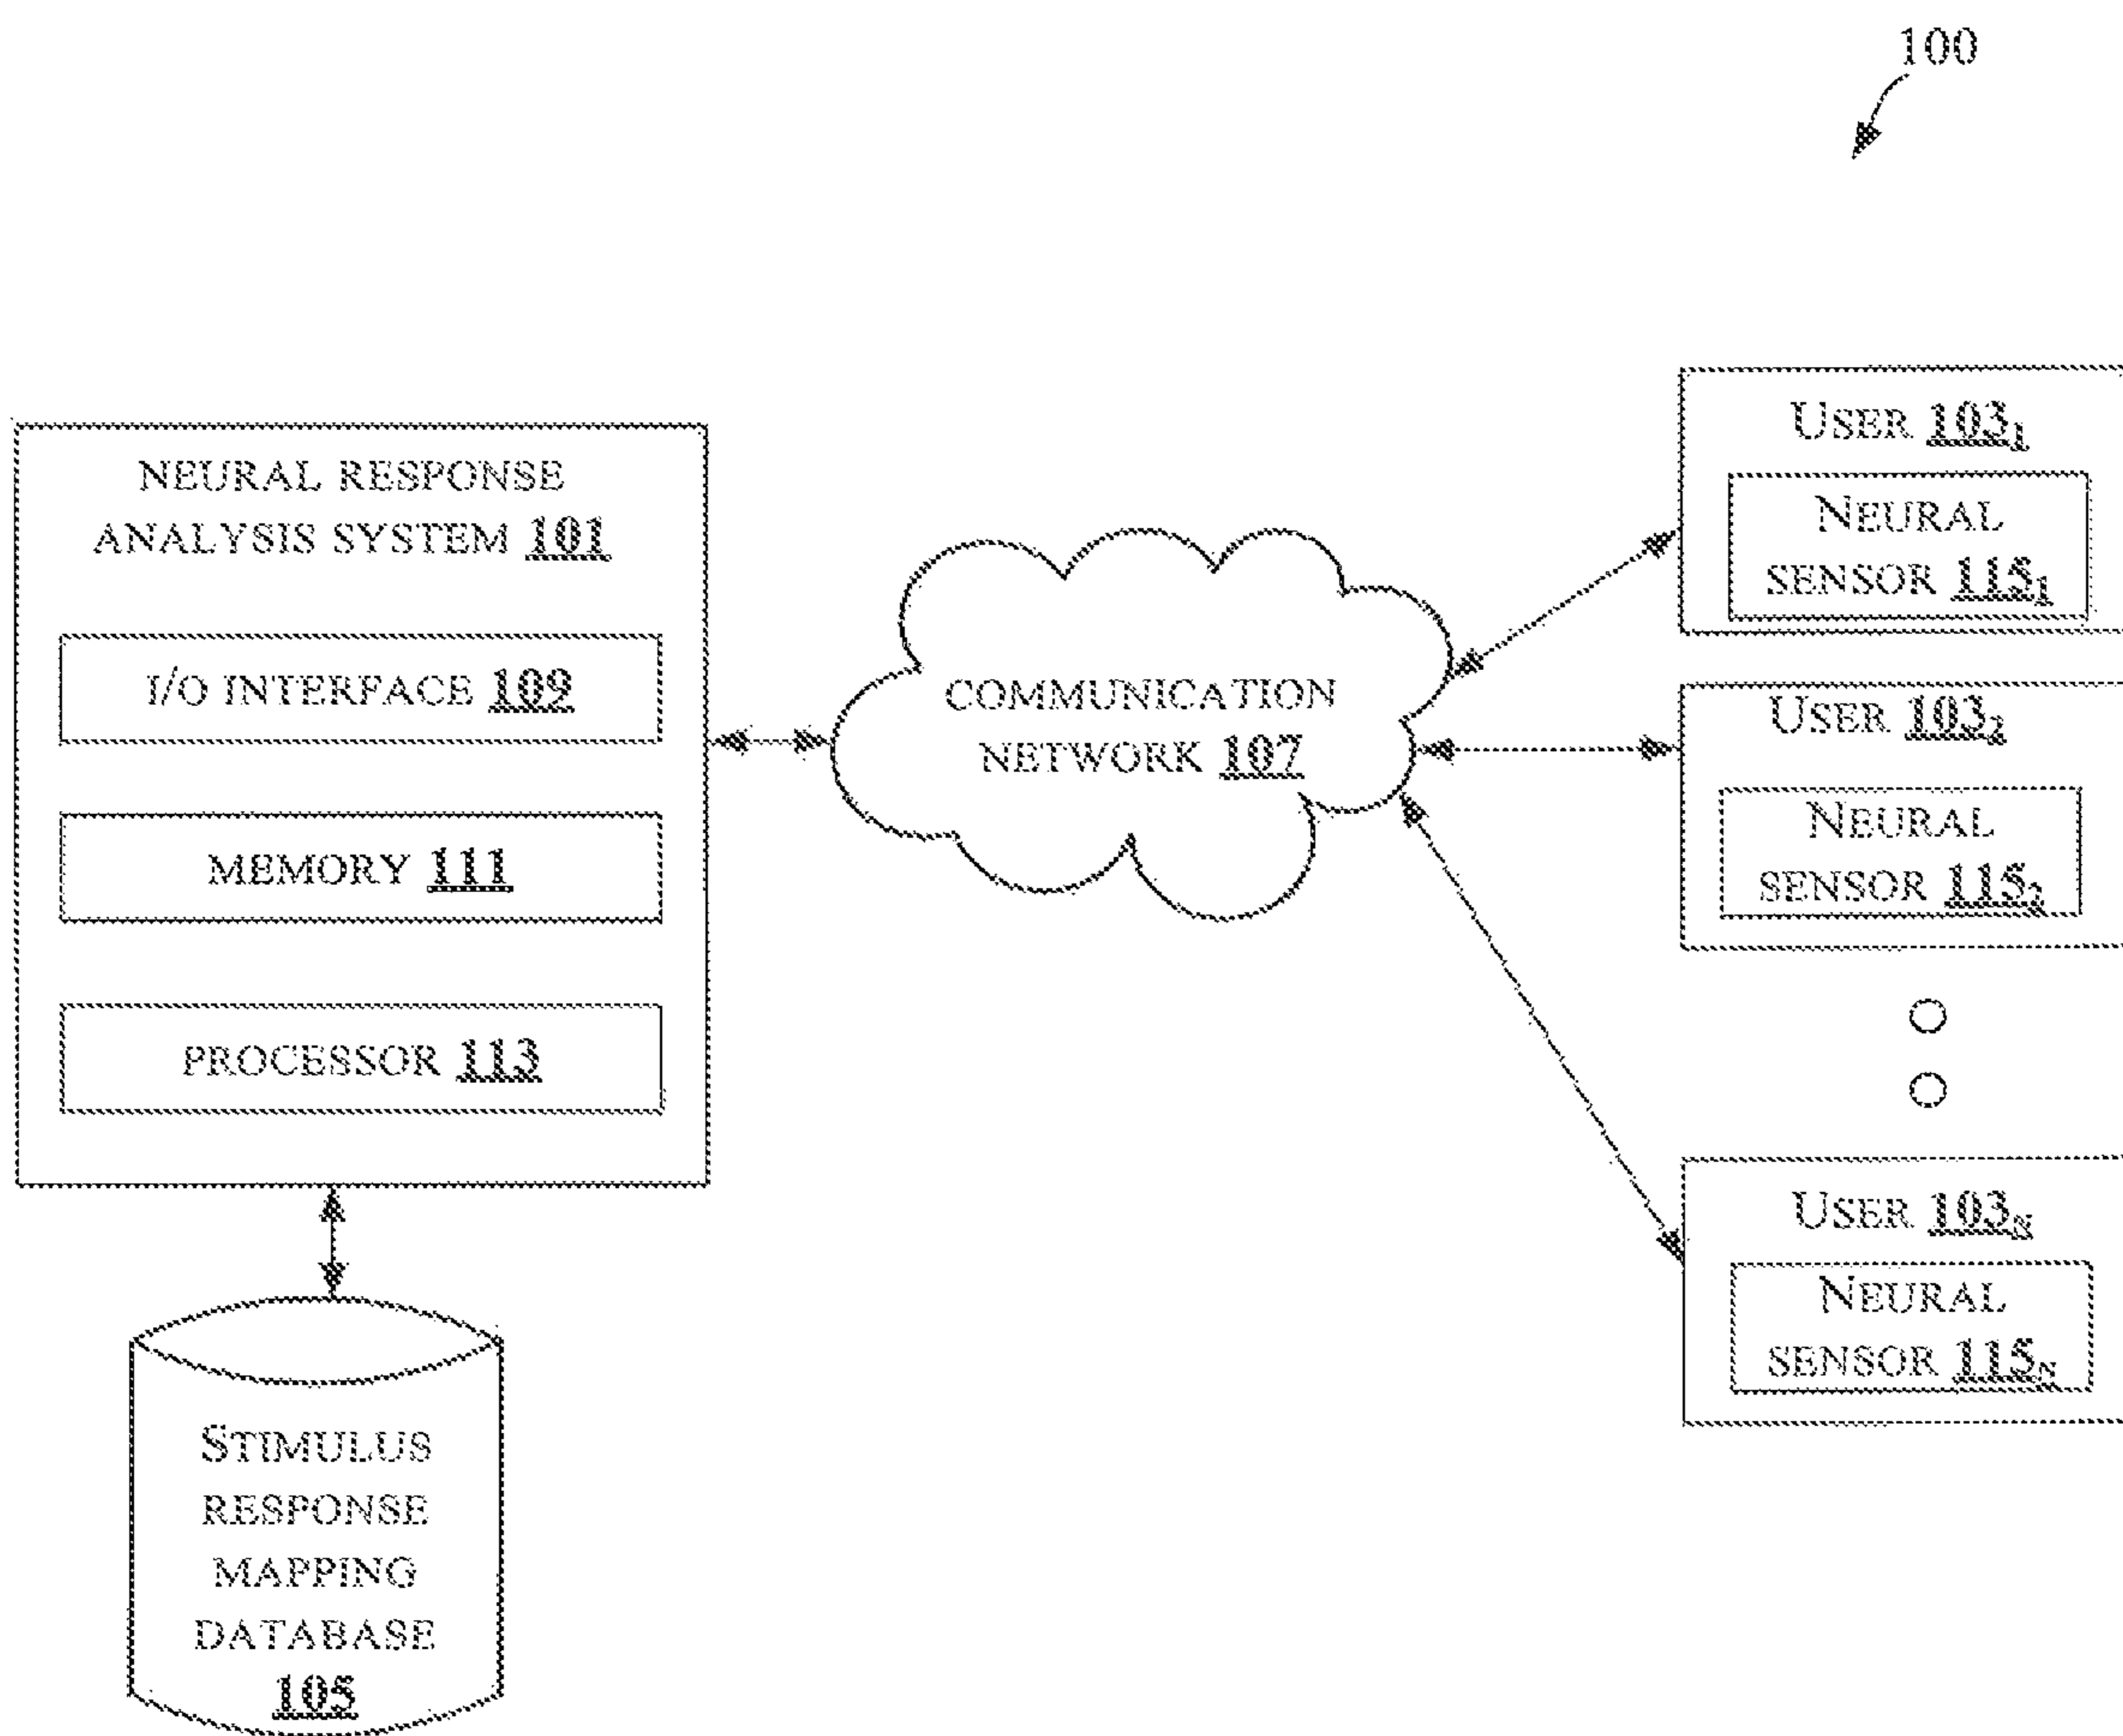 100
NEURAL RESPONSE
ANALYSIS SYSTEM 101
I/O INTERFACE 109
MEMORY 111
PROCESSOR 113
STIMULUS
RESPONSE
MAPPING
DATABASE
105
COMMUNICATION
NETWORK 107
USER 103₁
NEURAL
SENSOR 115₁
USER 103₂
NEURAL
SENSOR 115₂
USER 103ₙ
NEURAL
SENSOR 115ₙ